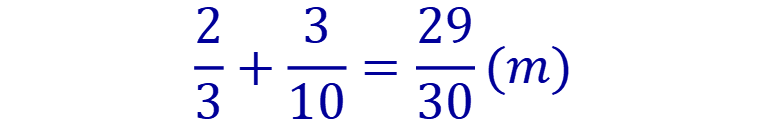 2/3 + 3/10 = 29/30 (m)